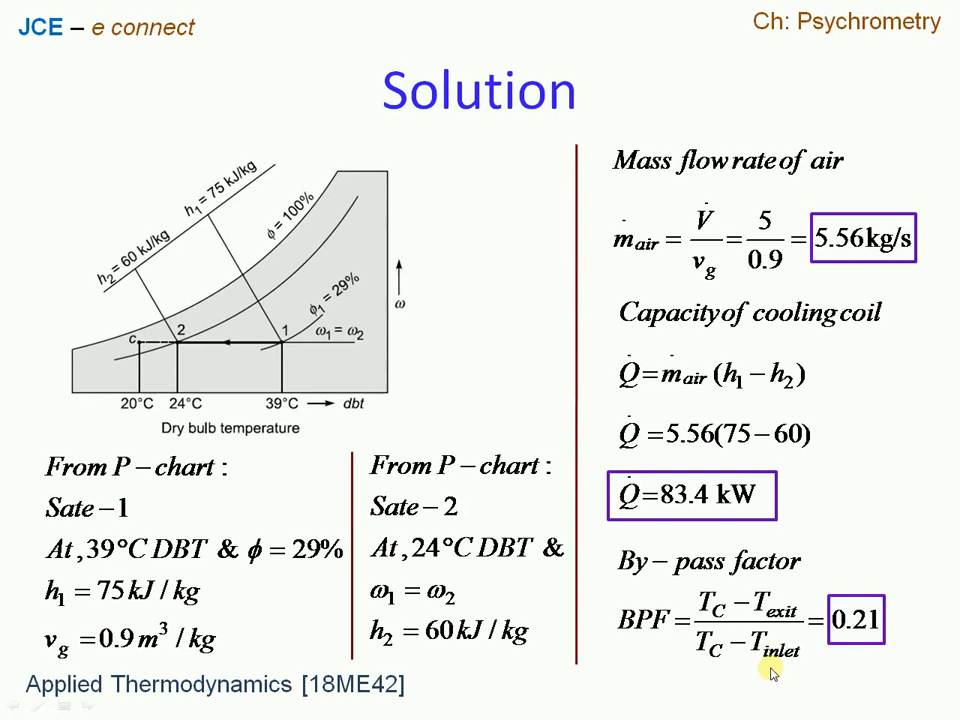 JCE – e connect
Ch: Psychrometry
Solution
h₁ = 75 kJ/kg
h₂ = 60 kJ/kg
ϕ = 100%
ϕ₁ = 29%
ω
c
2
1
ω₁ = ω₂
20°C 24°C 39°C dbt
Dry bulb temperature
From P – chart :
Sate – 1
At , 39°C DBT & ϕ = 29%
h₁ = 75 kJ / kg
v_g = 0.9 m³ / kg
From P – chart :
Sate – 2
At , 24°C DBT &
ω₁ = ω₂
h₂ = 60 kJ / kg
Mass flow rate of air
ṁ_air = V̇ / v_g = 5 / 0.9 = 5.56 kg/s
Capacity of cooling coil
Q̇ = ṁ_air (h₁ – h₂)
Q̇ = 5.56(75 – 60)
Q̇ = 83.4 kW
By – pass factor
BPF = (T_C – T_exit) / (T_C – T_inlet) = 0.21
Applied Thermodynamics [18ME42]